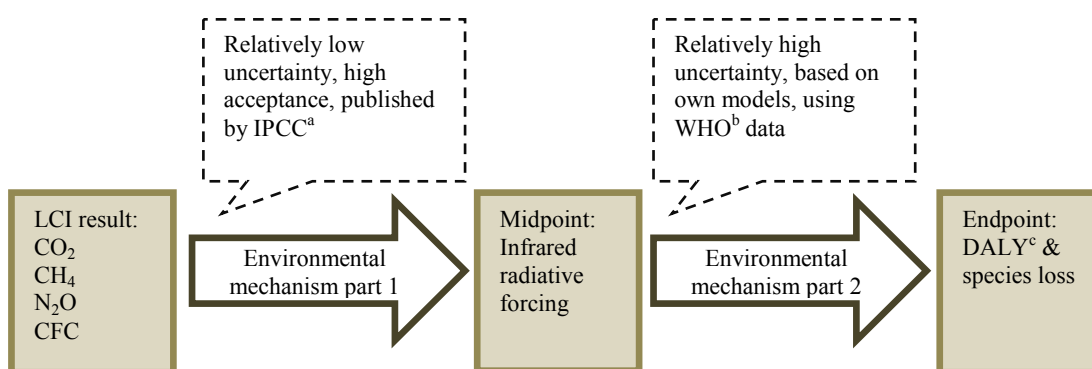 Relatively low
uncertainty, high
acceptance, published
by IPCCᵃ
Relatively high
uncertainty, based on
own models, using
WHOᵇ data
LCI result:
CO₂
CH₄
N₂O
CFC
Environmental
mechanism part 1
Midpoint:
Infrared
radiative
forcing
Environmental
mechanism part 2
Endpoint:
DALYᶜ &
species loss